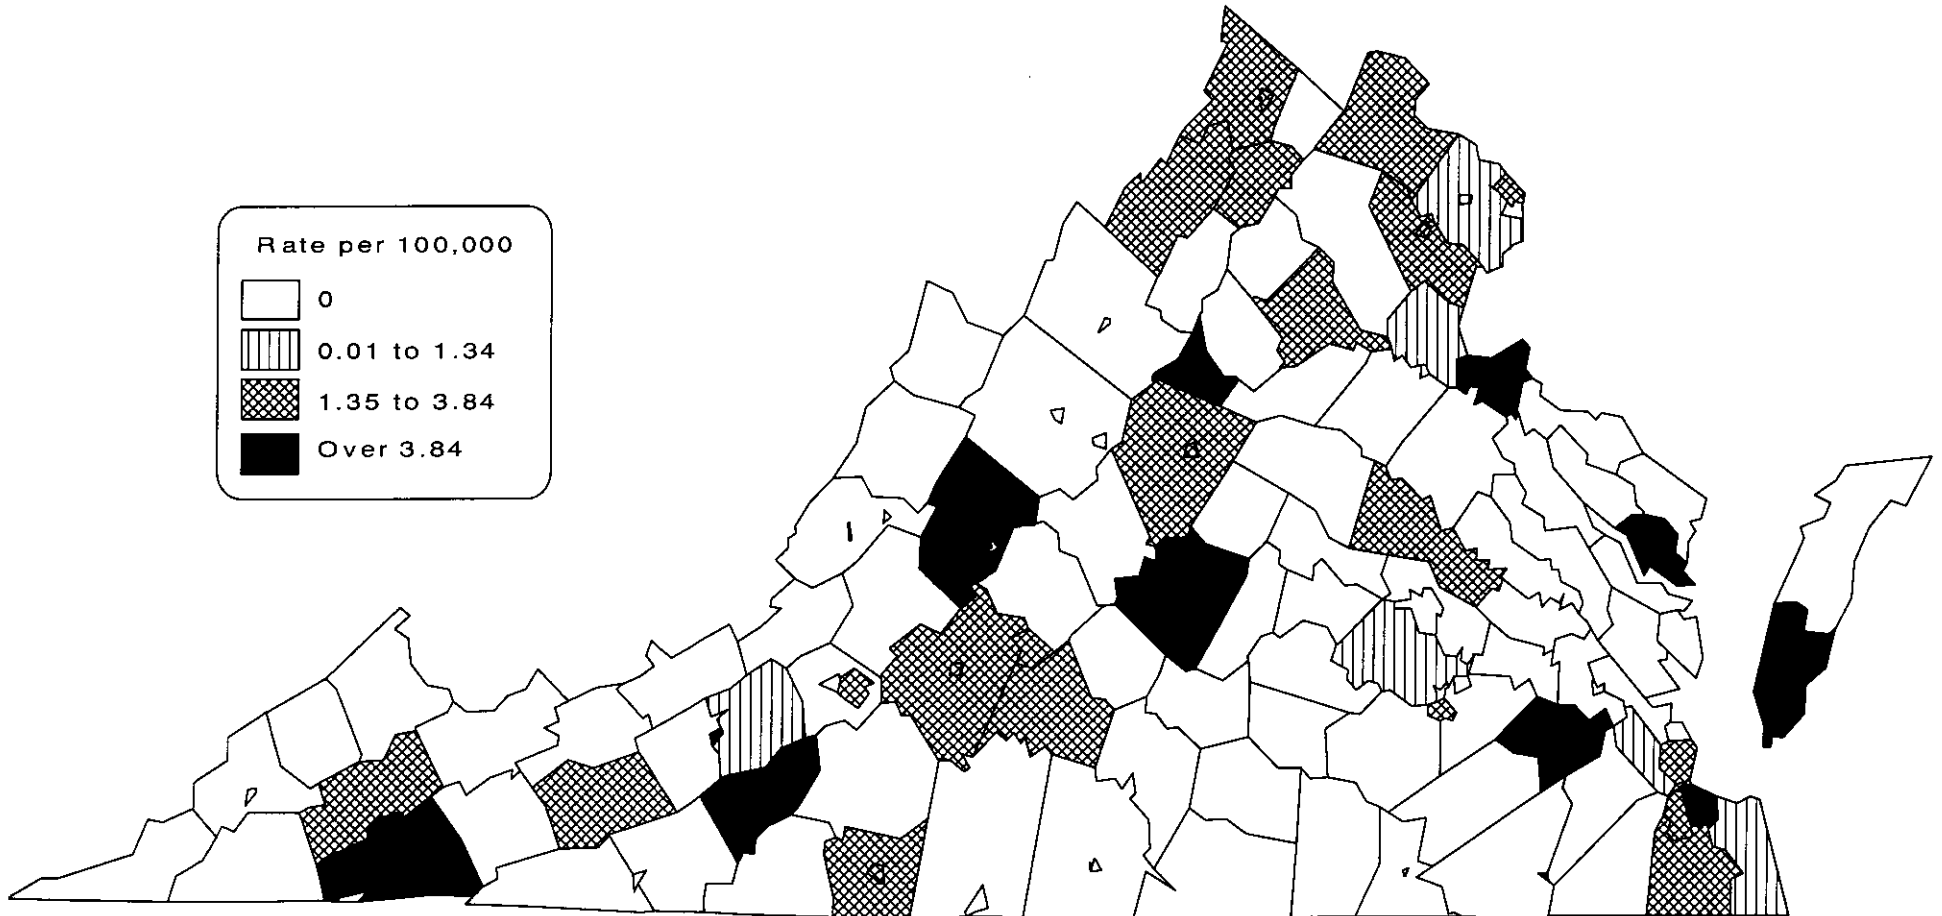 Rate per 100,000
0
0.01 to 1.34
1.35 to 3.84
Over 3.84